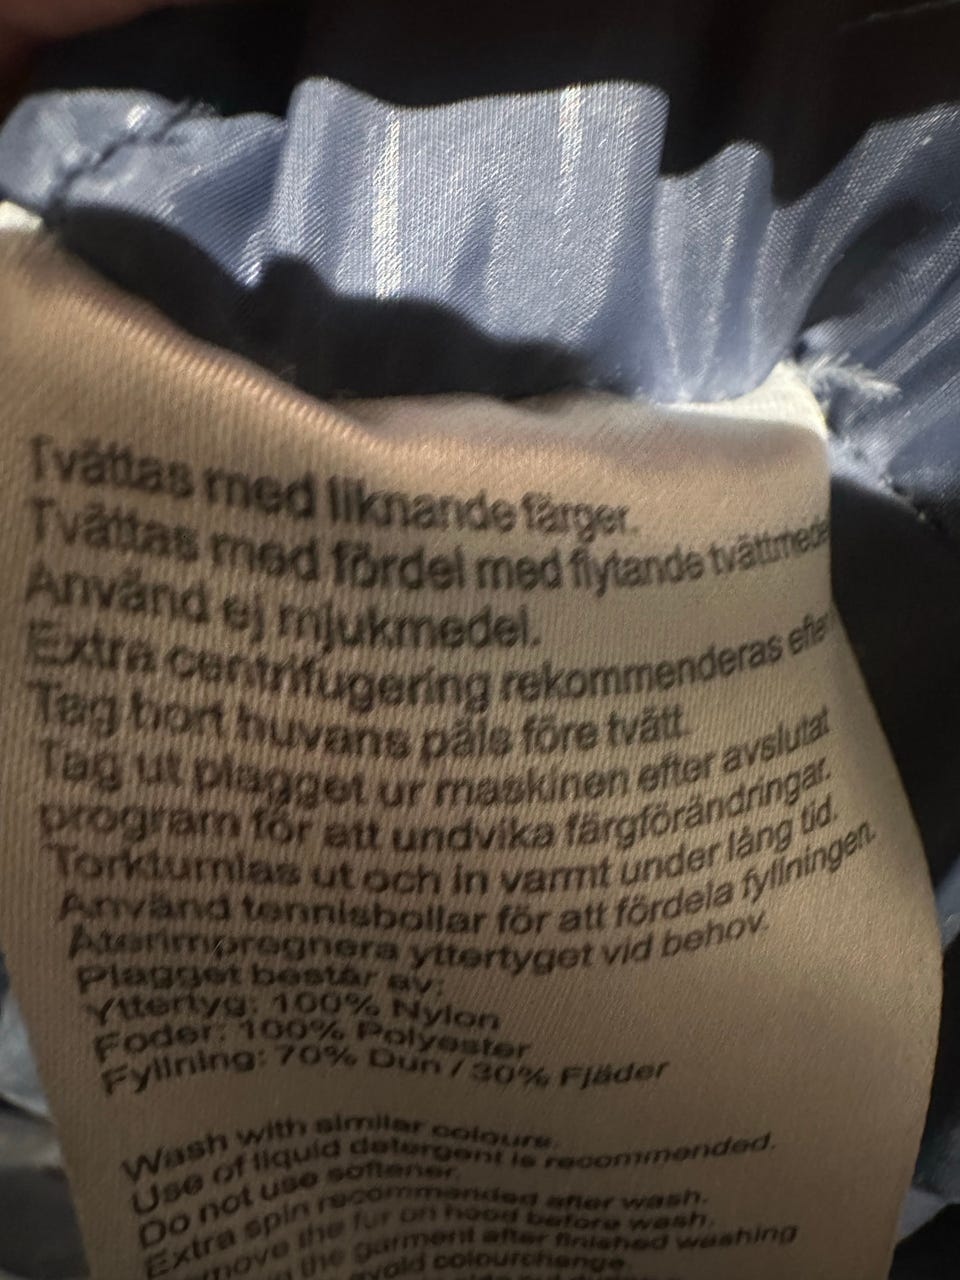 Tvättas med liknande färger.
Tvättas med fördel med flytande tvättmedel
Använd ej mjukmedel.
Extra centrifugering rekommenderas efter
Tag bort huvans päls före tvätt.
Tag ut plagget ur maskinen efter avslutat
program för att undvika färgförändringar.
Torktumlas ut och in varmt under lång tid.
Använd tennisbollar för att fördela fyllningen.
Återimpregnera yttertyget vid behov.
Plagget består av:
Yttertyg: 100% Nylon
Foder: 100% Polyester
Fyllning: 70% Dun / 30% Fjäder
Wash with similar colours.
Use of liquid detergent is recommended.
Do not use softener.
Extra spin recommended after wash.
move the fur on hood before wash.
the garment after finished washing
avoid colourchange.